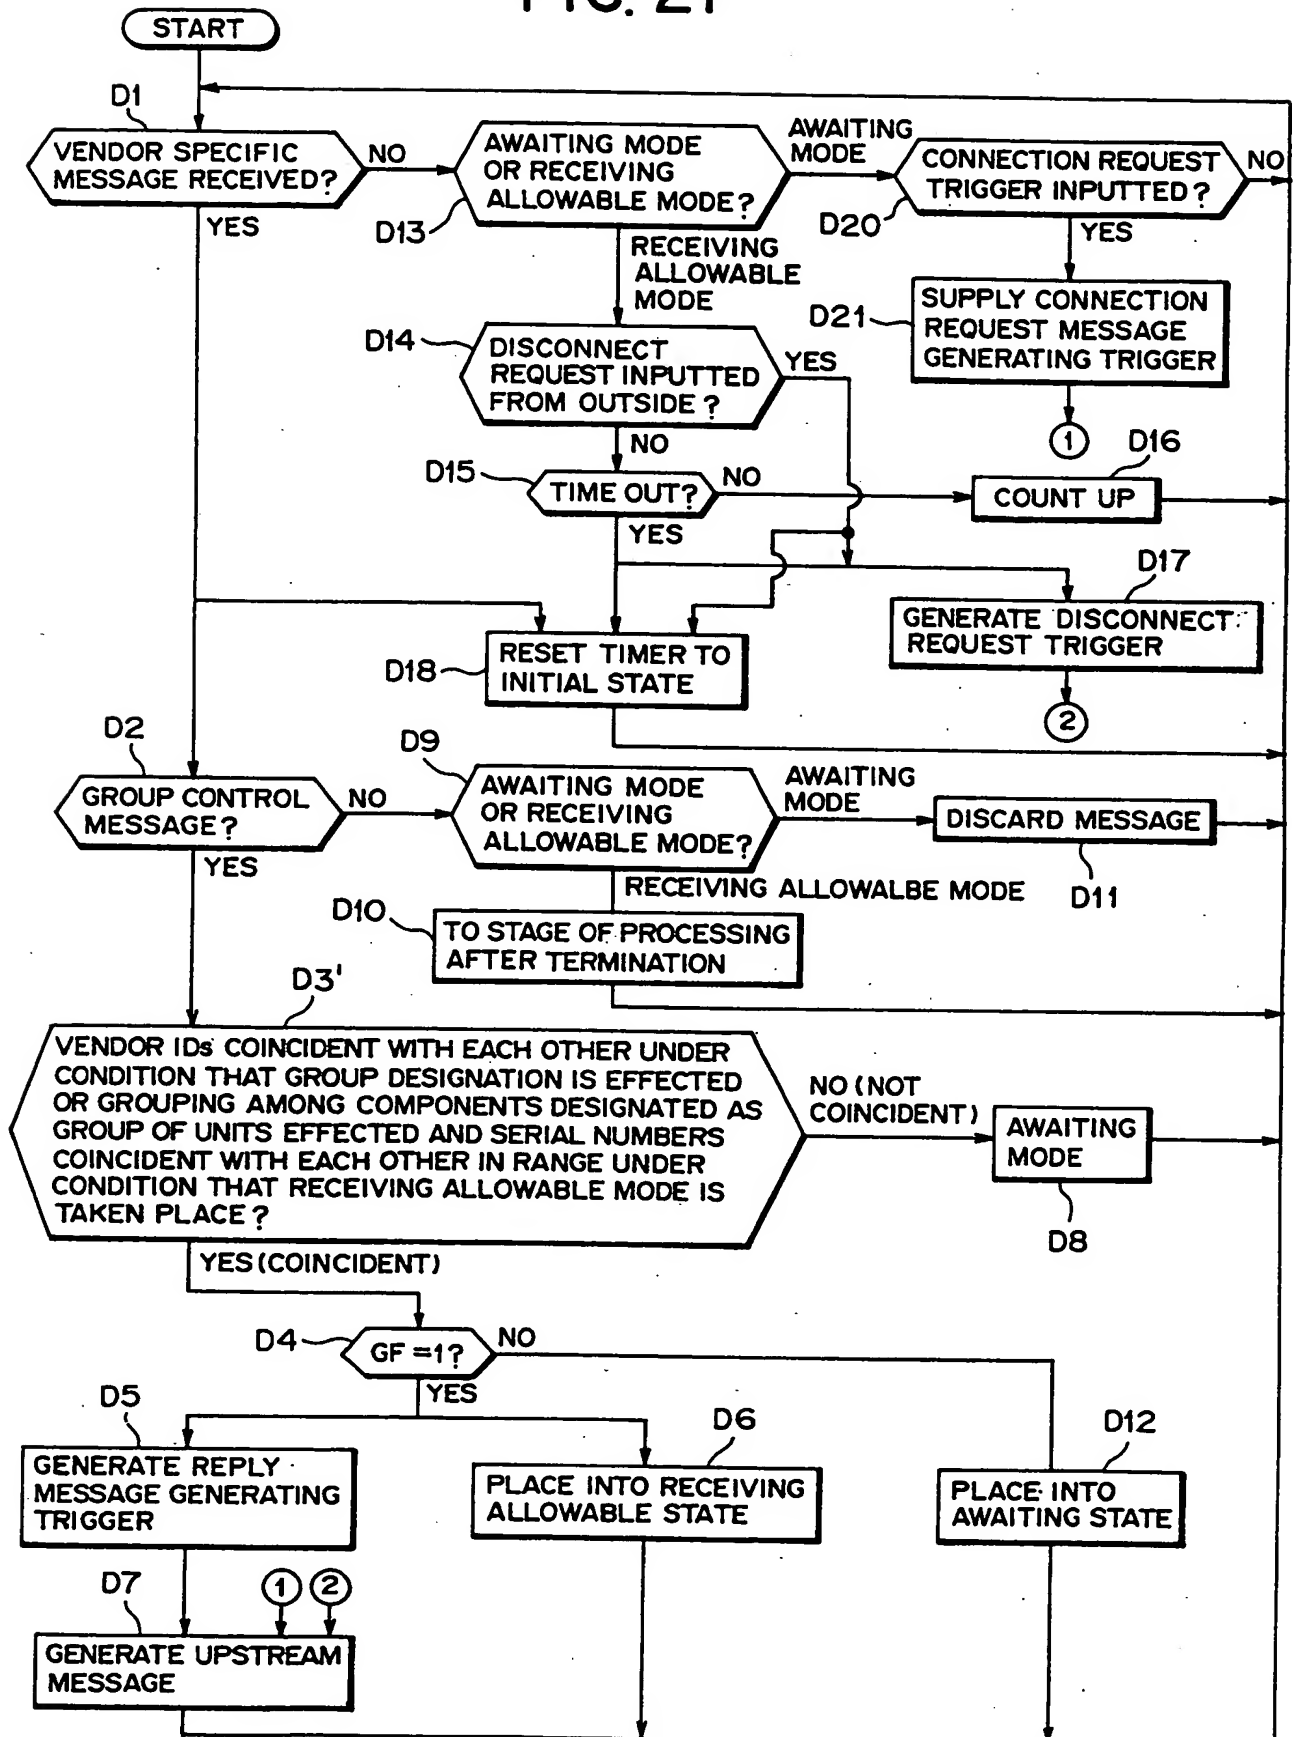 FIG. 21
START
D1
VENDOR SPECIFIC
MESSAGE RECEIVED?
NO
YES
AWAITING MODE
OR RECEIVING
ALLOWABLE MODE?
D13
AWAITING
MODE
RECEIVING
ALLOWABLE
MODE
CONNECTION REQUEST
TRIGGER INPUTTED?
D20
NO
YES
D21
SUPPLY CONNECTION
REQUEST MESSAGE
GENERATING TRIGGER
1
D14
DISCONNECT
REQUEST INPUTTED
FROM OUTSIDE?
YES
NO
D15
TIME OUT?
NO
YES
D16
COUNT UP
D17
GENERATE DISCONNECT
REQUEST TRIGGER
2
D18
RESET TIMER TO
INITIAL STATE
D2
GROUP CONTROL
MESSAGE?
NO
YES
D9
AWAITING MODE
OR RECEIVING
ALLOWABLE MODE?
AWAITING
MODE
DISCARD MESSAGE
D11
RECEIVING ALLOWALBE MODE
D10
TO STAGE OF PROCESSING
AFTER TERMINATION
D3'
VENDOR IDs COINCIDENT WITH EACH OTHER UNDER
CONDITION THAT GROUP DESIGNATION IS EFFECTED
OR GROUPING AMONG COMPONENTS DESIGNATED AS
GROUP OF UNITS EFFECTED AND SERIAL NUMBERS
COINCIDENT WITH EACH OTHER IN RANGE UNDER
CONDITION THAT RECEIVING ALLOWABLE MODE IS
TAKEN PLACE?
NO (NOT
COINCIDENT)
AWAITING
MODE
D8
YES (COINCIDENT)
D4
GF=1?
NO
YES
D5
GENERATE REPLY
MESSAGE GENERATING
TRIGGER
D6
PLACE INTO RECEIVING
ALLOWABLE STATE
D12
PLACE INTO
AWAITING STATE
D7
1
2
GENERATE UPSTREAM
MESSAGE